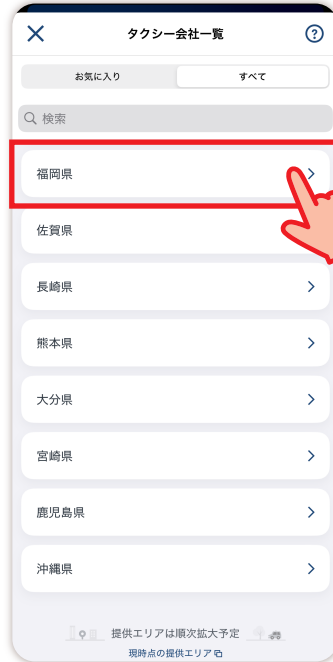 タクシー会社一覧
お気に入り すべて
検索
福岡県
佐賀県
長崎県
熊本県
大分県
宮崎県
鹿児島県
沖縄県
提供エリアは順次拡大予定
現時点の提供エリア